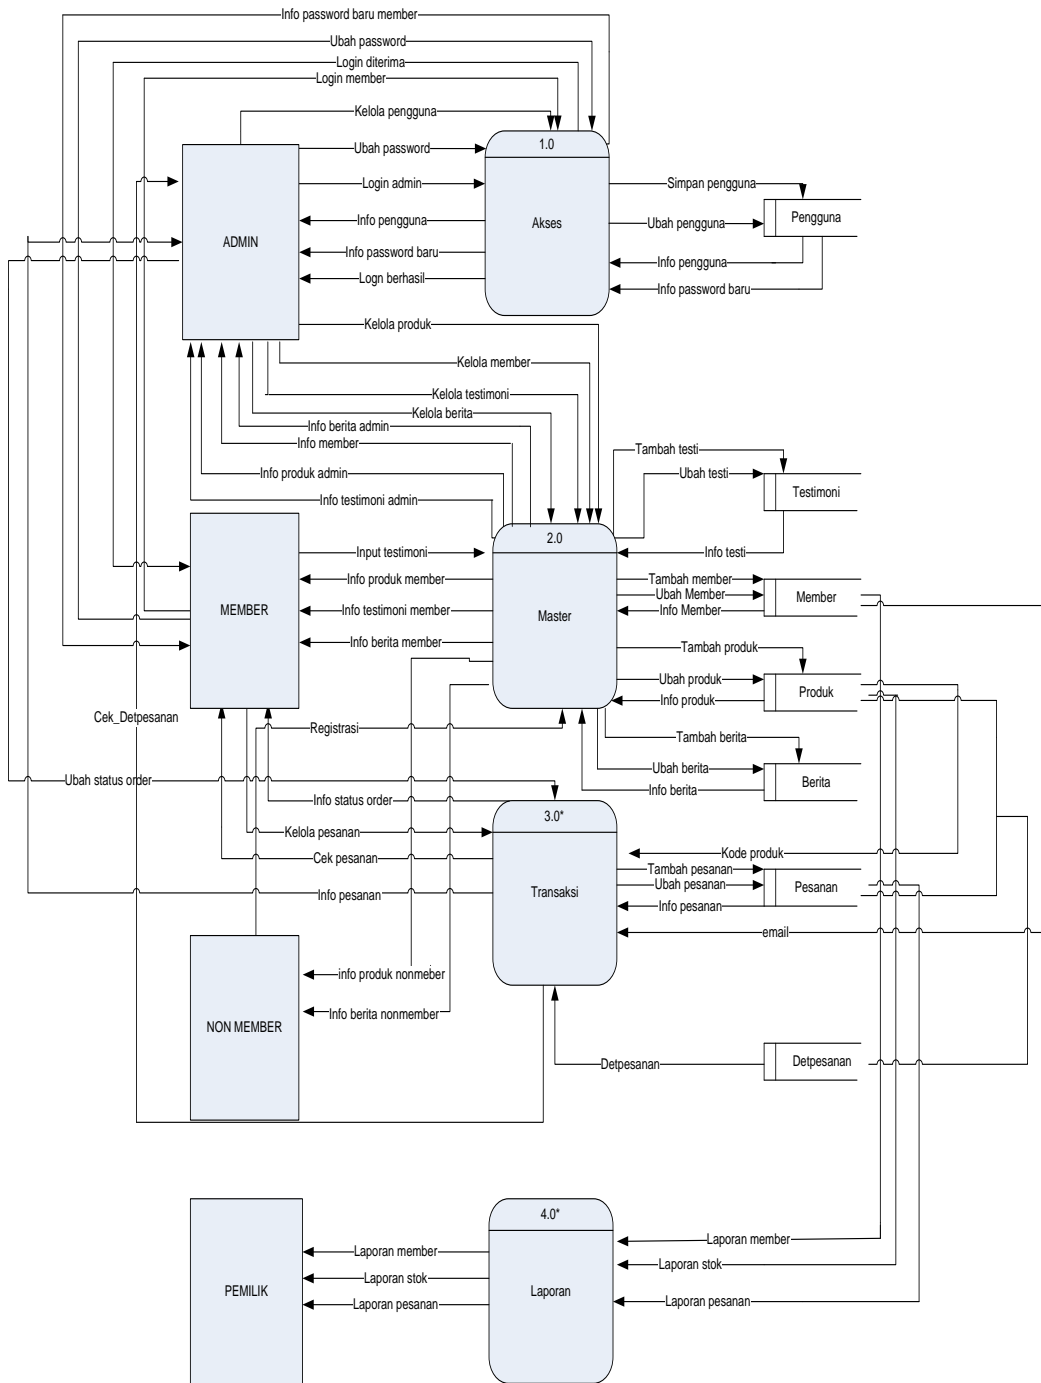 Info password baru member
Ubah password
Login diterima
Login member
Kelola pengguna
1.0
Ubah password
Login admin
Simpan pengguna
Info pengguna
Akses
Ubah pengguna
Pengguna
ADMIN
Info password baru
Info pengguna
Logn berhasil
Info password baru
Kelola produk
Kelola member
Kelola testimoni
Kelola berita
Info berita admin
Info member
Tambah testi
Info produk admin
Ubah testi
Testimoni
Info testimoni admin
2.0
Input testimoni
Info testi
Info produk member
Tambah member
Ubah Member
Member
MEMBER
Info testimoni member
Master
Info Member
Info berita member
Tambah produk
Ubah produk
Produk
Info produk
Cek_Detpesanan
Registrasi
Tambah berita
Ubah berita
Berita
Ubah status order
Info berita
Info status order
3.0*
Kelola pesanan
Kode produk
Cek pesanan
Tambah pesanan
Ubah pesanan
Pesanan
Info pesanan
Transaksi
Info pesanan
email
info produk nonmeber
Info berita nonmember
NON MEMBER
Detpesanan
Detpesanan
4.0*
Laporan member
Laporan member
Laporan stok
Laporan stok
PEMILIK
Laporan
Laporan pesanan
Laporan pesanan